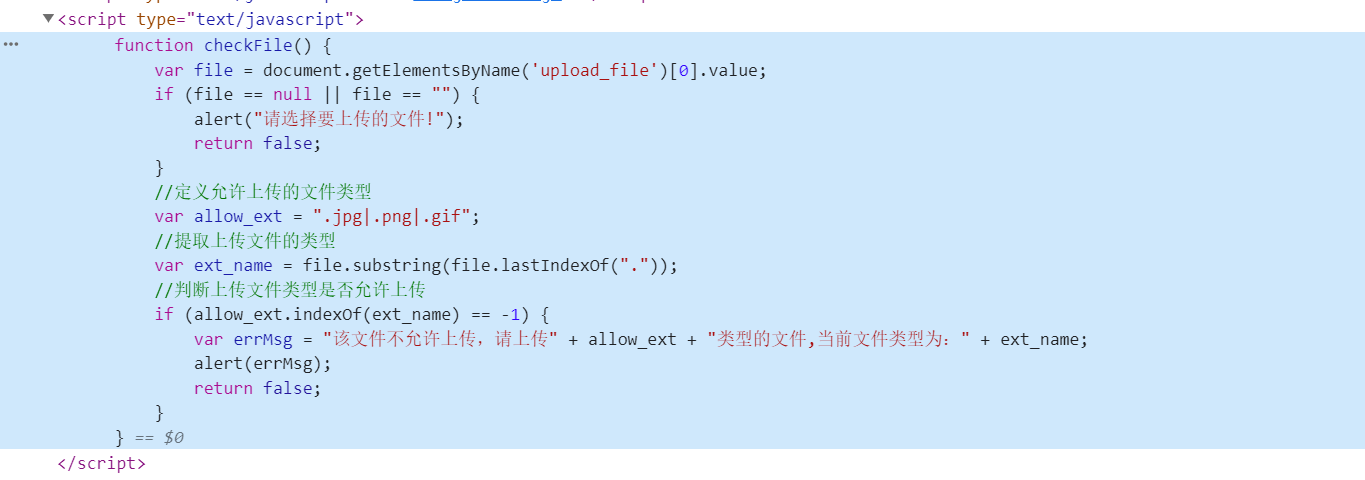 <script type="text/javascript">
function checkFile() {
var file = document.getElementsByName('upload_file')[0].value;
if (file == null || file == "") {
alert("请选择要上传的文件!");
return false;
}
//定义允许上传的文件类型
var allow_ext = ".jpg|.png|.gif";
//提取上传文件的类型
var ext_name = file.substring(file.lastIndexOf("."));
//判断上传文件类型是否允许上传
if (allow_ext.indexOf(ext_name) == -1) {
var errMsg = "该文件不允许上传，请上传" + allow_ext + "类型的文件,当前文件类型为：" + ext_name;
alert(errMsg);
return false;
}
} == $0
</script>